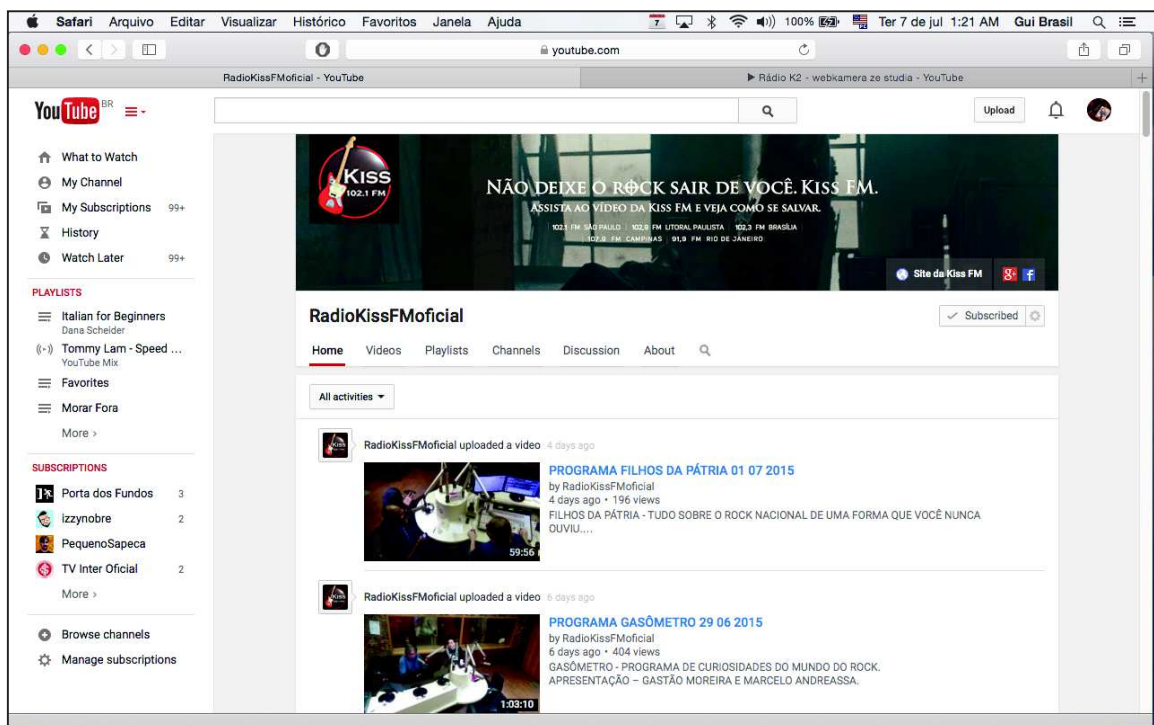 Safari Arquivo Editar Visualizar Histórico Favoritos Janela Ajuda 7 100% Ter 7 de jul 1:21 AM Gui Brasil
youtube.com
RadioKissFMoficial - YouTube
▶ Rádio K2 - webkamera ze studia - YouTube
YouTube BR
Upload
What to Watch
My Channel
My Subscriptions 99+
History
Watch Later 99+
PLAYLISTS
Italian for Beginners
Dana Scheider
Tommy Lam - Speed ...
YouTube Mix
Favorites
Morar Fora
More >
SUBSCRIPTIONS
Porta dos Fundos 3
izzynobre 2
PequenoSapeca
TV Inter Oficial 2
More >
Browse channels
Manage subscriptions
KISS
102.1 FM
NÃO DEIXE O ROCK SAIR DE VOCÊ. KISS FM.
ASSISTA AO VÍDEO DA KISS FM E VEJA COMO SE SALVAR.
102,1 FM SÃO PAULO | 102,9 FM LITORAL PAULISTA | 102,3 FM BRASÍLIA
107,9 FM CAMPINAS | 91,9 FM RIO DE JANEIRO
Site da Kiss FM g+ f
RadioKissFMoficial
Subscribed
Home Videos Playlists Channels Discussion About
All activities
RadioKissFMoficial uploaded a video 4 days ago
59:56
PROGRAMA FILHOS DA PÁTRIA 01 07 2015
by RadioKissFMoficial
4 days ago • 196 views
FILHOS DA PÁTRIA - TUDO SOBRE O ROCK NACIONAL DE UMA FORMA QUE VOCÊ NUNCA
OUVIU....
RadioKissFMoficial uploaded a video 6 days ago
1:03:10
PROGRAMA GASÔMETRO 29 06 2015
by RadioKissFMoficial
6 days ago • 404 views
GASÔMETRO - PROGRAMA DE CURIOSIDADES DO MUNDO DO ROCK.
APRESENTAÇÃO – GASTÃO MOREIRA E MARCELO ANDREASSA.